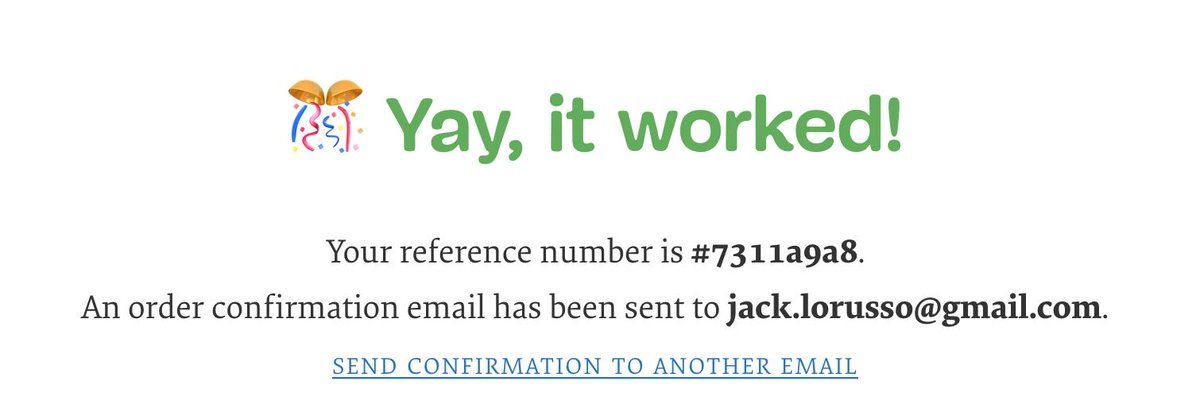 Yay, it worked!
Your reference number is #7311a9a8.
An order confirmation email has been sent to jack.lorusso@gmail.com.
SEND CONFIRMATION TO ANOTHER EMAIL